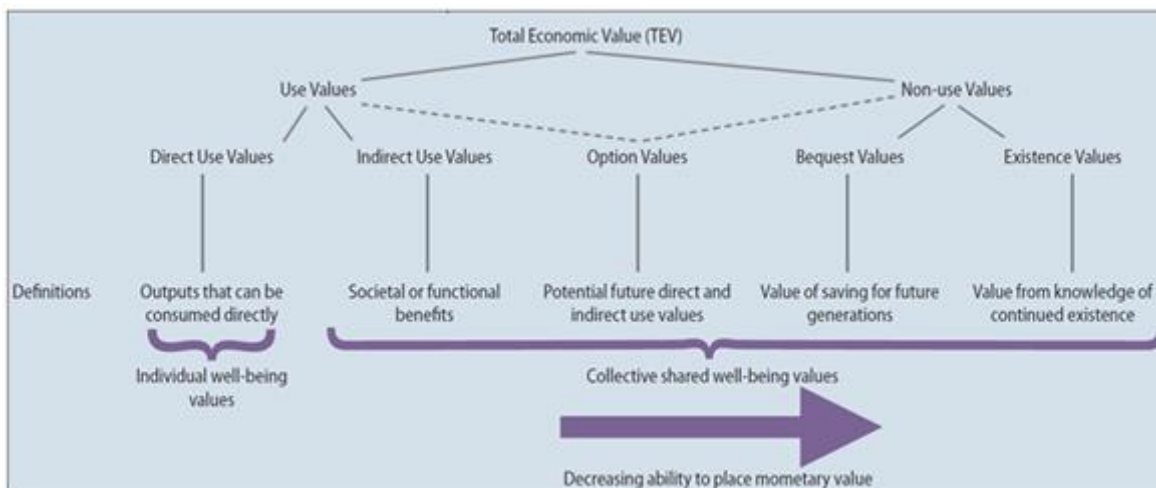 Total Economic Value (TEV)
Use Values
Non-use Values
Direct Use Values
Indirect Use Values
Option Values
Bequest Values
Existence Values
Definitions
Outputs that can be
consumed directly
Societal or functional
benefits
Potential future direct and
indirect use values
Value of saving for future
generations
Value from knowledge of
continued existence
Individual well-being
values
Collective shared well-being values
Decreasing ability to place mometary value